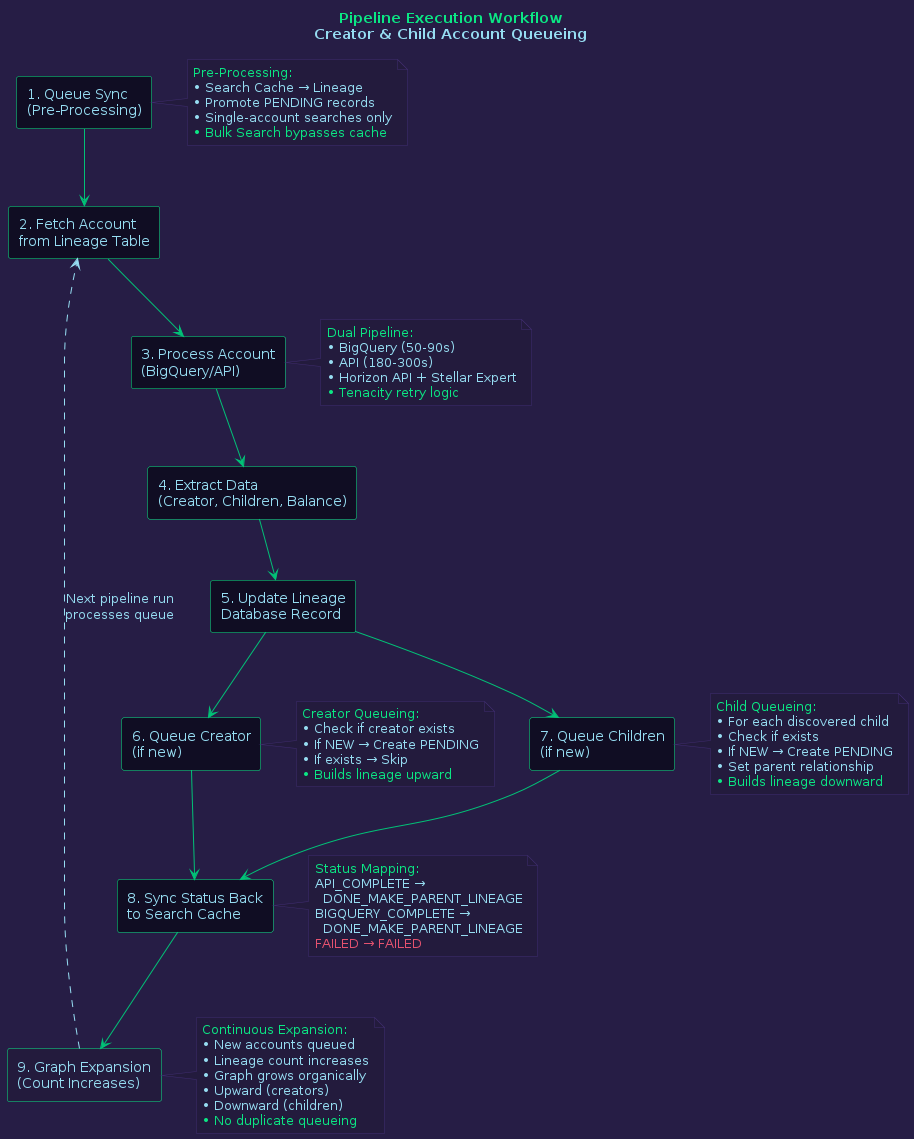 Pipeline Execution Workflow
Creator & Child Account Queueing
1. Queue Sync
(Pre-Processing)
Pre-Processing:
• Search Cache → Lineage
• Promote PENDING records
• Single-account searches only
• Bulk Search bypasses cache
2. Fetch Account
from Lineage Table
3. Process Account
(BigQuery/API)
Dual Pipeline:
• BigQuery (50-90s)
• API (180-300s)
• Horizon API + Stellar Expert
• Tenacity retry logic
4. Extract Data
(Creator, Children, Balance)
5. Update Lineage
Database Record
Next pipeline run
processes queue
6. Queue Creator
(if new)
Creator Queueing:
• Check if creator exists
• If NEW → Create PENDING
• If exists → Skip
• Builds lineage upward
7. Queue Children
(if new)
Child Queueing:
• For each discovered child
• Check if exists
• If NEW → Create PENDING
• Set parent relationship
• Builds lineage downward
8. Sync Status Back
to Search Cache
Status Mapping:
API_COMPLETE →
DONE_MAKE_PARENT_LINEAGE
BIGQUERY_COMPLETE →
DONE_MAKE_PARENT_LINEAGE
FAILED → FAILED
9. Graph Expansion
(Count Increases)
Continuous Expansion:
• New accounts queued
• Lineage count increases
• Graph grows organically
• Upward (creators)
• Downward (children)
• No duplicate queueing